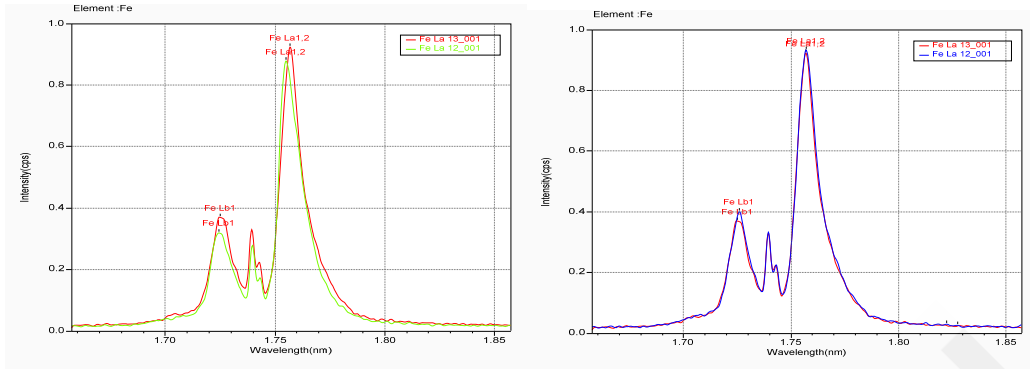 Element :Fe
1.0
0.8
0.6
0.4
0.2
0.0
Intensity(cps)
Fe La1,2
Fe La1,2
Fe Lb1
Fe Lb1
Fe La 13_001
Fe La 12_001
1.70
1.75
1.80
1.85
Wavelength(nm)
Element :Fe
1.0
0.8
0.6
0.4
0.2
0.0
Intensity(cps)
Fe La1,2
Fe La1,2
Fe Lb1
Fe Lb1
Fe La 13_001
Fe La 12_001
1.70
1.75
1.80
1.85
Wavelength(nm)